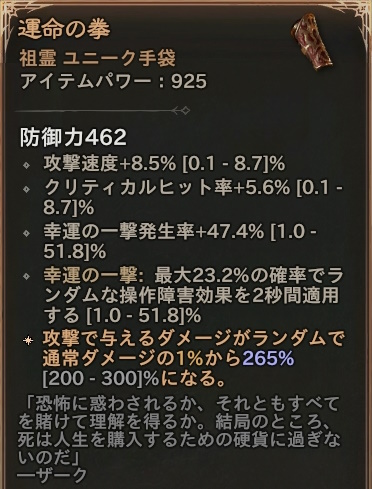 運命の拳
祖霊 ユニーク手袋
アイテムパワー：925
防御力462
攻撃速度+8.5% [0.1 - 8.7]%
クリティカルヒット率+5.6% [0.1 -
8.7]%
幸運の一撃発生率+47.4% [1.0 -
51.8]%
幸運の一撃: 最大23.2%の確率でラ
ンダムな操作障害効果を2秒間適用
する [1.0 - 51.8]%
攻撃で与えるダメージがランダムで
通常ダメージの1%から265%
[200 - 300]%になる。
「恐怖に惑わされるか、それともすべて
を賭けて理解を得るか。結局のところ、
死は人生を購入するための硬貨に過ぎな
いのだ」
―ザーク